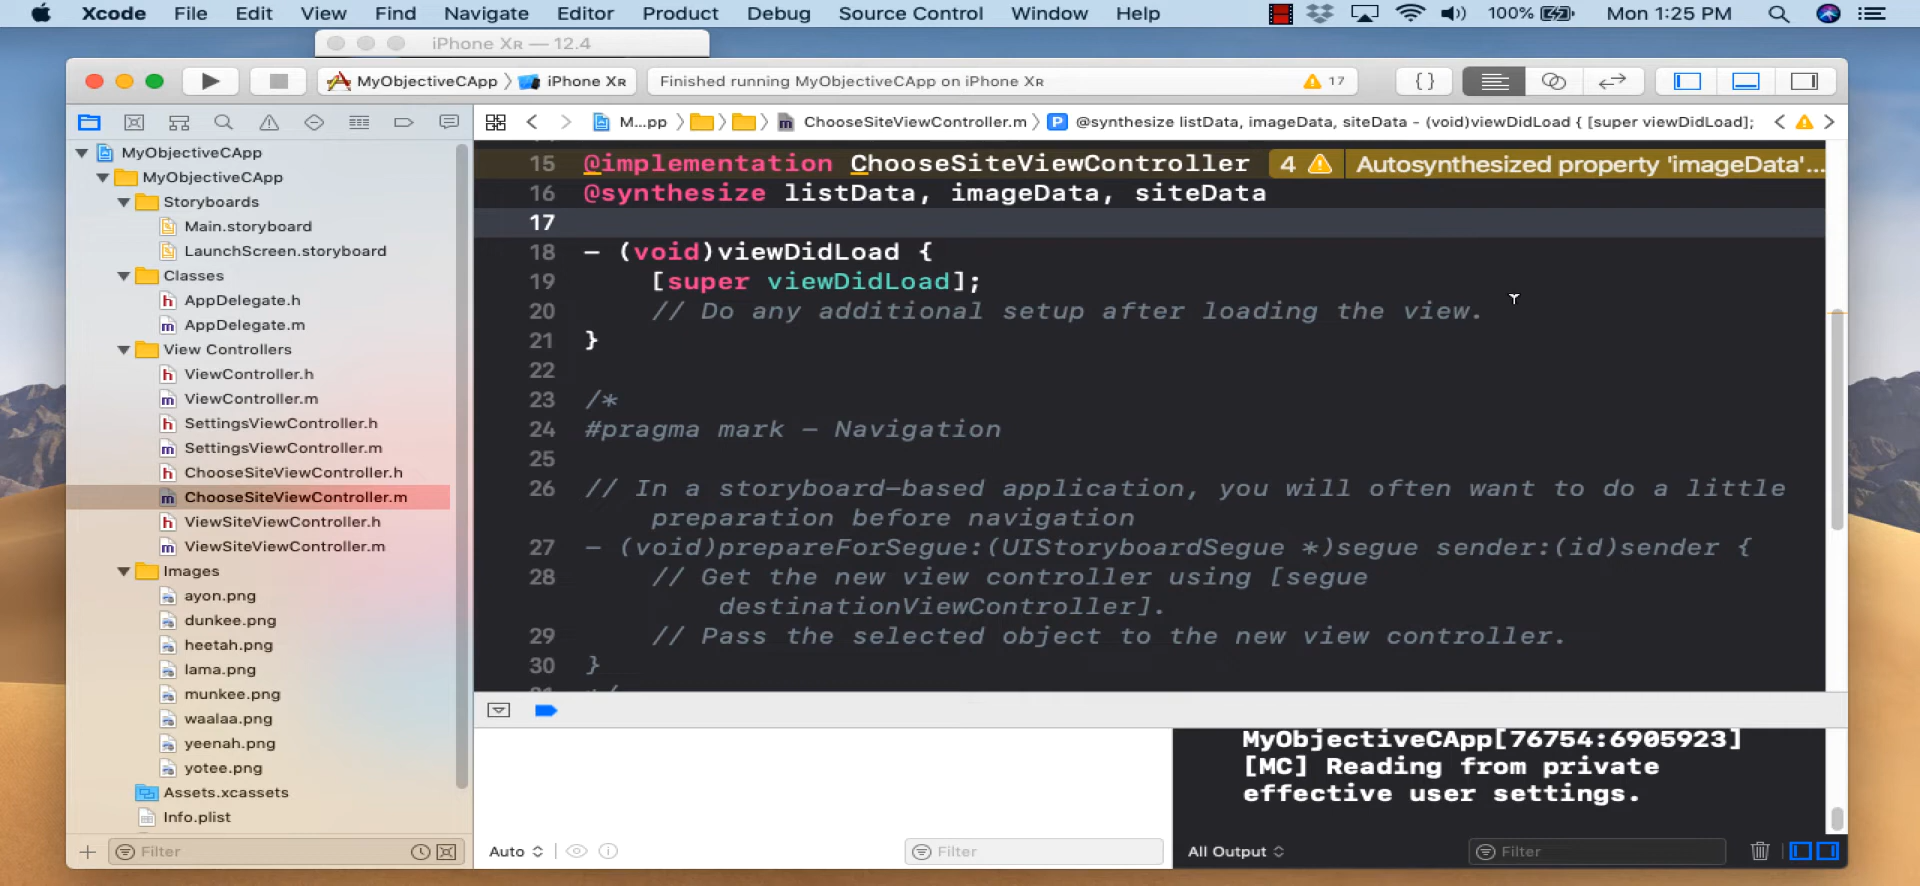 Xcode File Edit View Find Navigate Editor Product Debug Source Control Window Help 100% Mon 1:25 PM
iPhone Xʀ — 12.4
MyObjectiveCApp iPhone Xʀ Finished running MyObjectiveCApp on iPhone Xʀ 17
M...pp ChooseSiteViewController.m P @synthesize listData, imageData, siteData - (void)viewDidLoad { [super viewDidLoad];
MyObjectiveCApp
MyObjectiveCApp
Storyboards
Main.storyboard
LaunchScreen.storyboard
Classes
h AppDelegate.h
m AppDelegate.m
View Controllers
h ViewController.h
m ViewController.m
h SettingsViewController.h
m SettingsViewController.m
h ChooseSiteViewController.h
m ChooseSiteViewController.m
h ViewSiteViewController.h
m ViewSiteViewController.m
Images
ayon.png
dunkee.png
heetah.png
lama.png
munkee.png
waalaa.png
yeenah.png
yotee.png
Assets.xcassets
Info.plist
Filter
15 @implementation ChooseSiteViewController 4 Autosynthesized property 'imageData'...
16 @synthesize listData, imageData, siteData
17
18 - (void)viewDidLoad {
19 [super viewDidLoad];
20 // Do any additional setup after loading the view.
21 }
22
23 /*
24 #pragma mark - Navigation
25
26 // In a storyboard-based application, you will often want to do a little
preparation before navigation
27 - (void)prepareForSegue:(UIStoryboardSegue *)segue sender:(id)sender {
28 // Get the new view controller using [segue
destinationViewController].
29 // Pass the selected object to the new view controller.
30 }
MyObjectiveCApp[76754:6905923]
[MC] Reading from private
effective user settings.
Auto Filter
All Output Filter